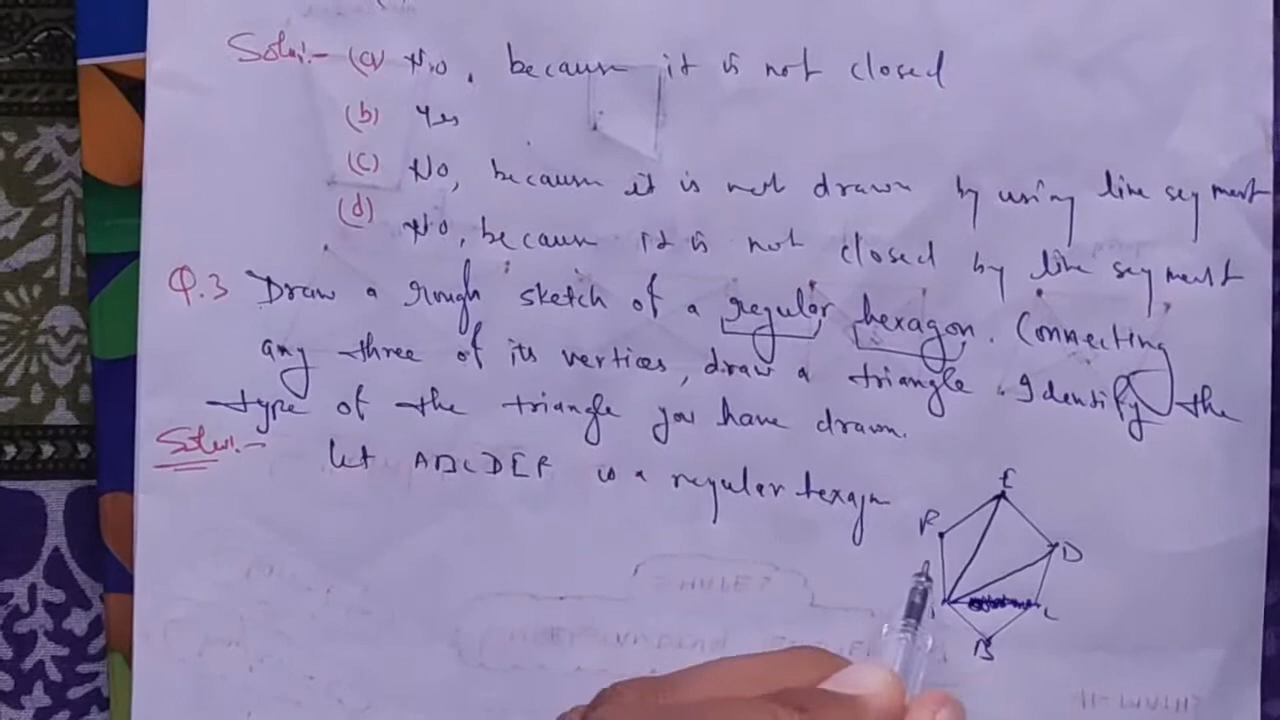 Solu:- (a) No, because it is not closed
(b) Yes
(c) No, because it is not drawn by using line segment
(d) No, because it is not closed by line segment
Q.3 Draw a rough sketch of a regular hexagon. Connecting
any three of its vertices, draw a triangle. Identify the
type of the triangle you have drawn.
Solu:- let ABCDEF is a regular hexagon
E
F
D
C
B